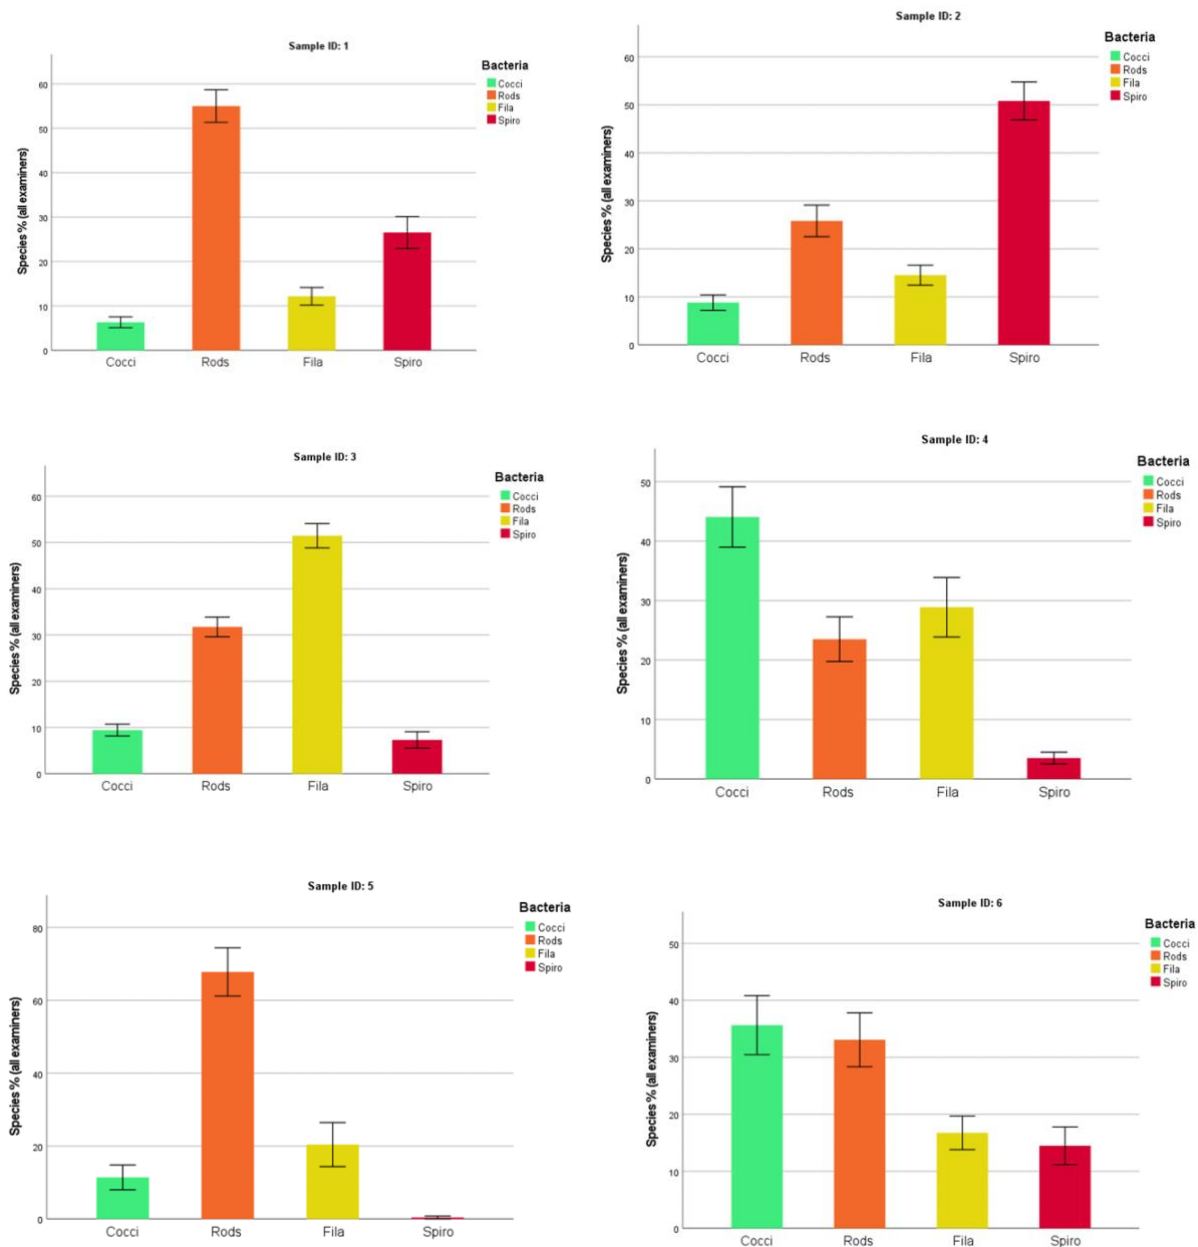 Sample ID: 1
Bacteria
Cocci
Rods
Fila
Spiro
Species % (all examiners)
60
50
40
30
20
10
0
Cocci Rods Fila Spiro
Sample ID: 2
Bacteria
Cocci
Rods
Fila
Spiro
Species % (all examiners)
60
50
40
30
20
10
0
Cocci Rods Fila Spiro
Sample ID: 3
Bacteria
Cocci
Rods
Fila
Spiro
Species % (all examiners)
60
50
40
30
20
10
0
Cocci Rods Fila Spiro
Sample ID: 4
Bacteria
Cocci
Rods
Fila
Spiro
Species % (all examiners)
50
40
30
20
10
0
Cocci Rods Fila Spiro
Sample ID: 5
Bacteria
Cocci
Rods
Fila
Spiro
Species % (all examiners)
80
60
40
20
0
Cocci Rods Fila Spiro
Sample ID: 6
Bacteria
Cocci
Rods
Fila
Spiro
Species % (all examiners)
50
40
30
20
10
0
Cocci Rods Fila Spiro